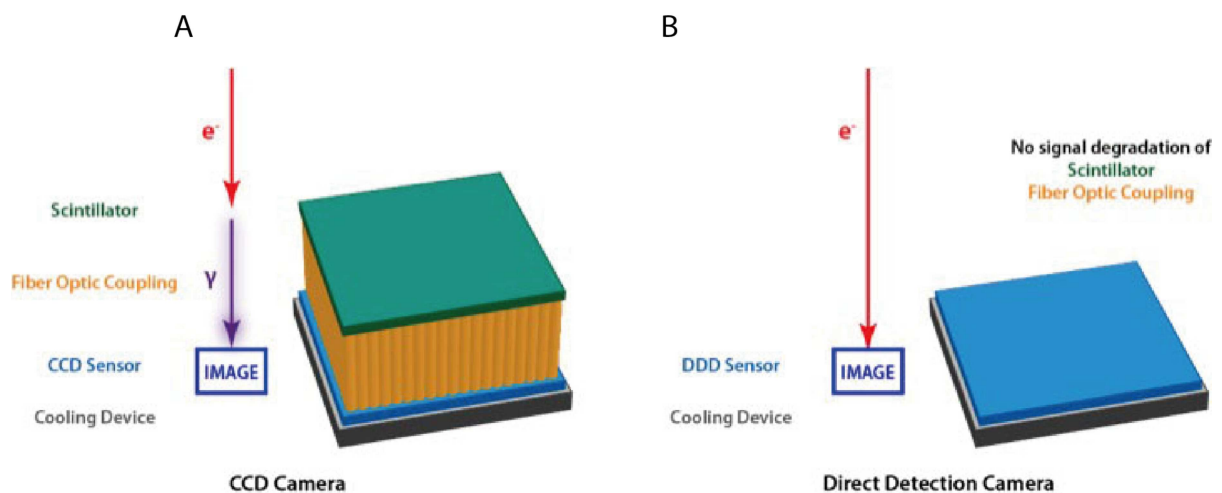 A
e-
Scintillator
Fiber Optic Coupling
γ
CCD Sensor
IMAGE
Cooling Device
CCD Camera
B
e-
No signal degradation of
Scintillator
Fiber Optic Coupling
DDD Sensor
IMAGE
Cooling Device
Direct Detection Camera